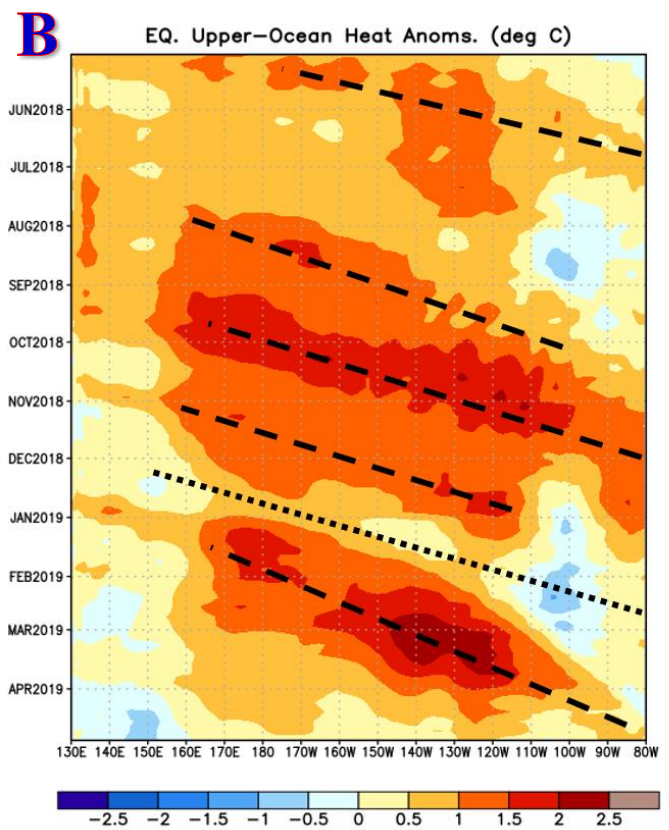 B
EQ. Upper-Ocean Heat Anoms. (deg C)
JUN2018
JUL2018
AUG2018
SEP2018
OCT2018
NOV2018
DEC2018
JAN2019
FEB2019
MAR2019
APR2019
130E 140E 150E 160E 170E 180 170W 160W 150W 140W 130W 120W 110W 100W 90W 80W
-2.5 -2 -1.5 -1 -0.5 0 0.5 1 1.5 2 2.5